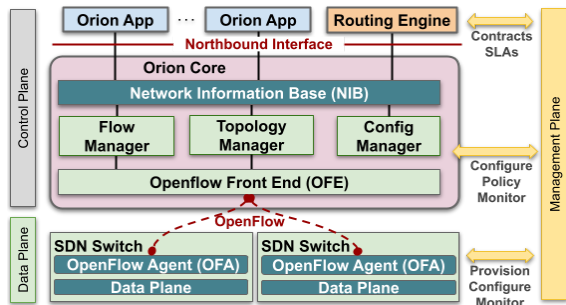 Orion App
...
Orion App
Routing Engine
Northbound Interface
Contracts
SLAs
Control Plane
Orion Core
Network Information Base (NIB)
Flow
Manager
Topology
Manager
Config
Manager
Openflow Front End (OFE)
Configure
Policy
Monitor
Management Plane
OpenFlow
Data Plane
SDN Switch
OpenFlow Agent (OFA)
Data Plane
SDN Switch
OpenFlow Agent (OFA)
Data Plane
Provision
Configure
Monitor